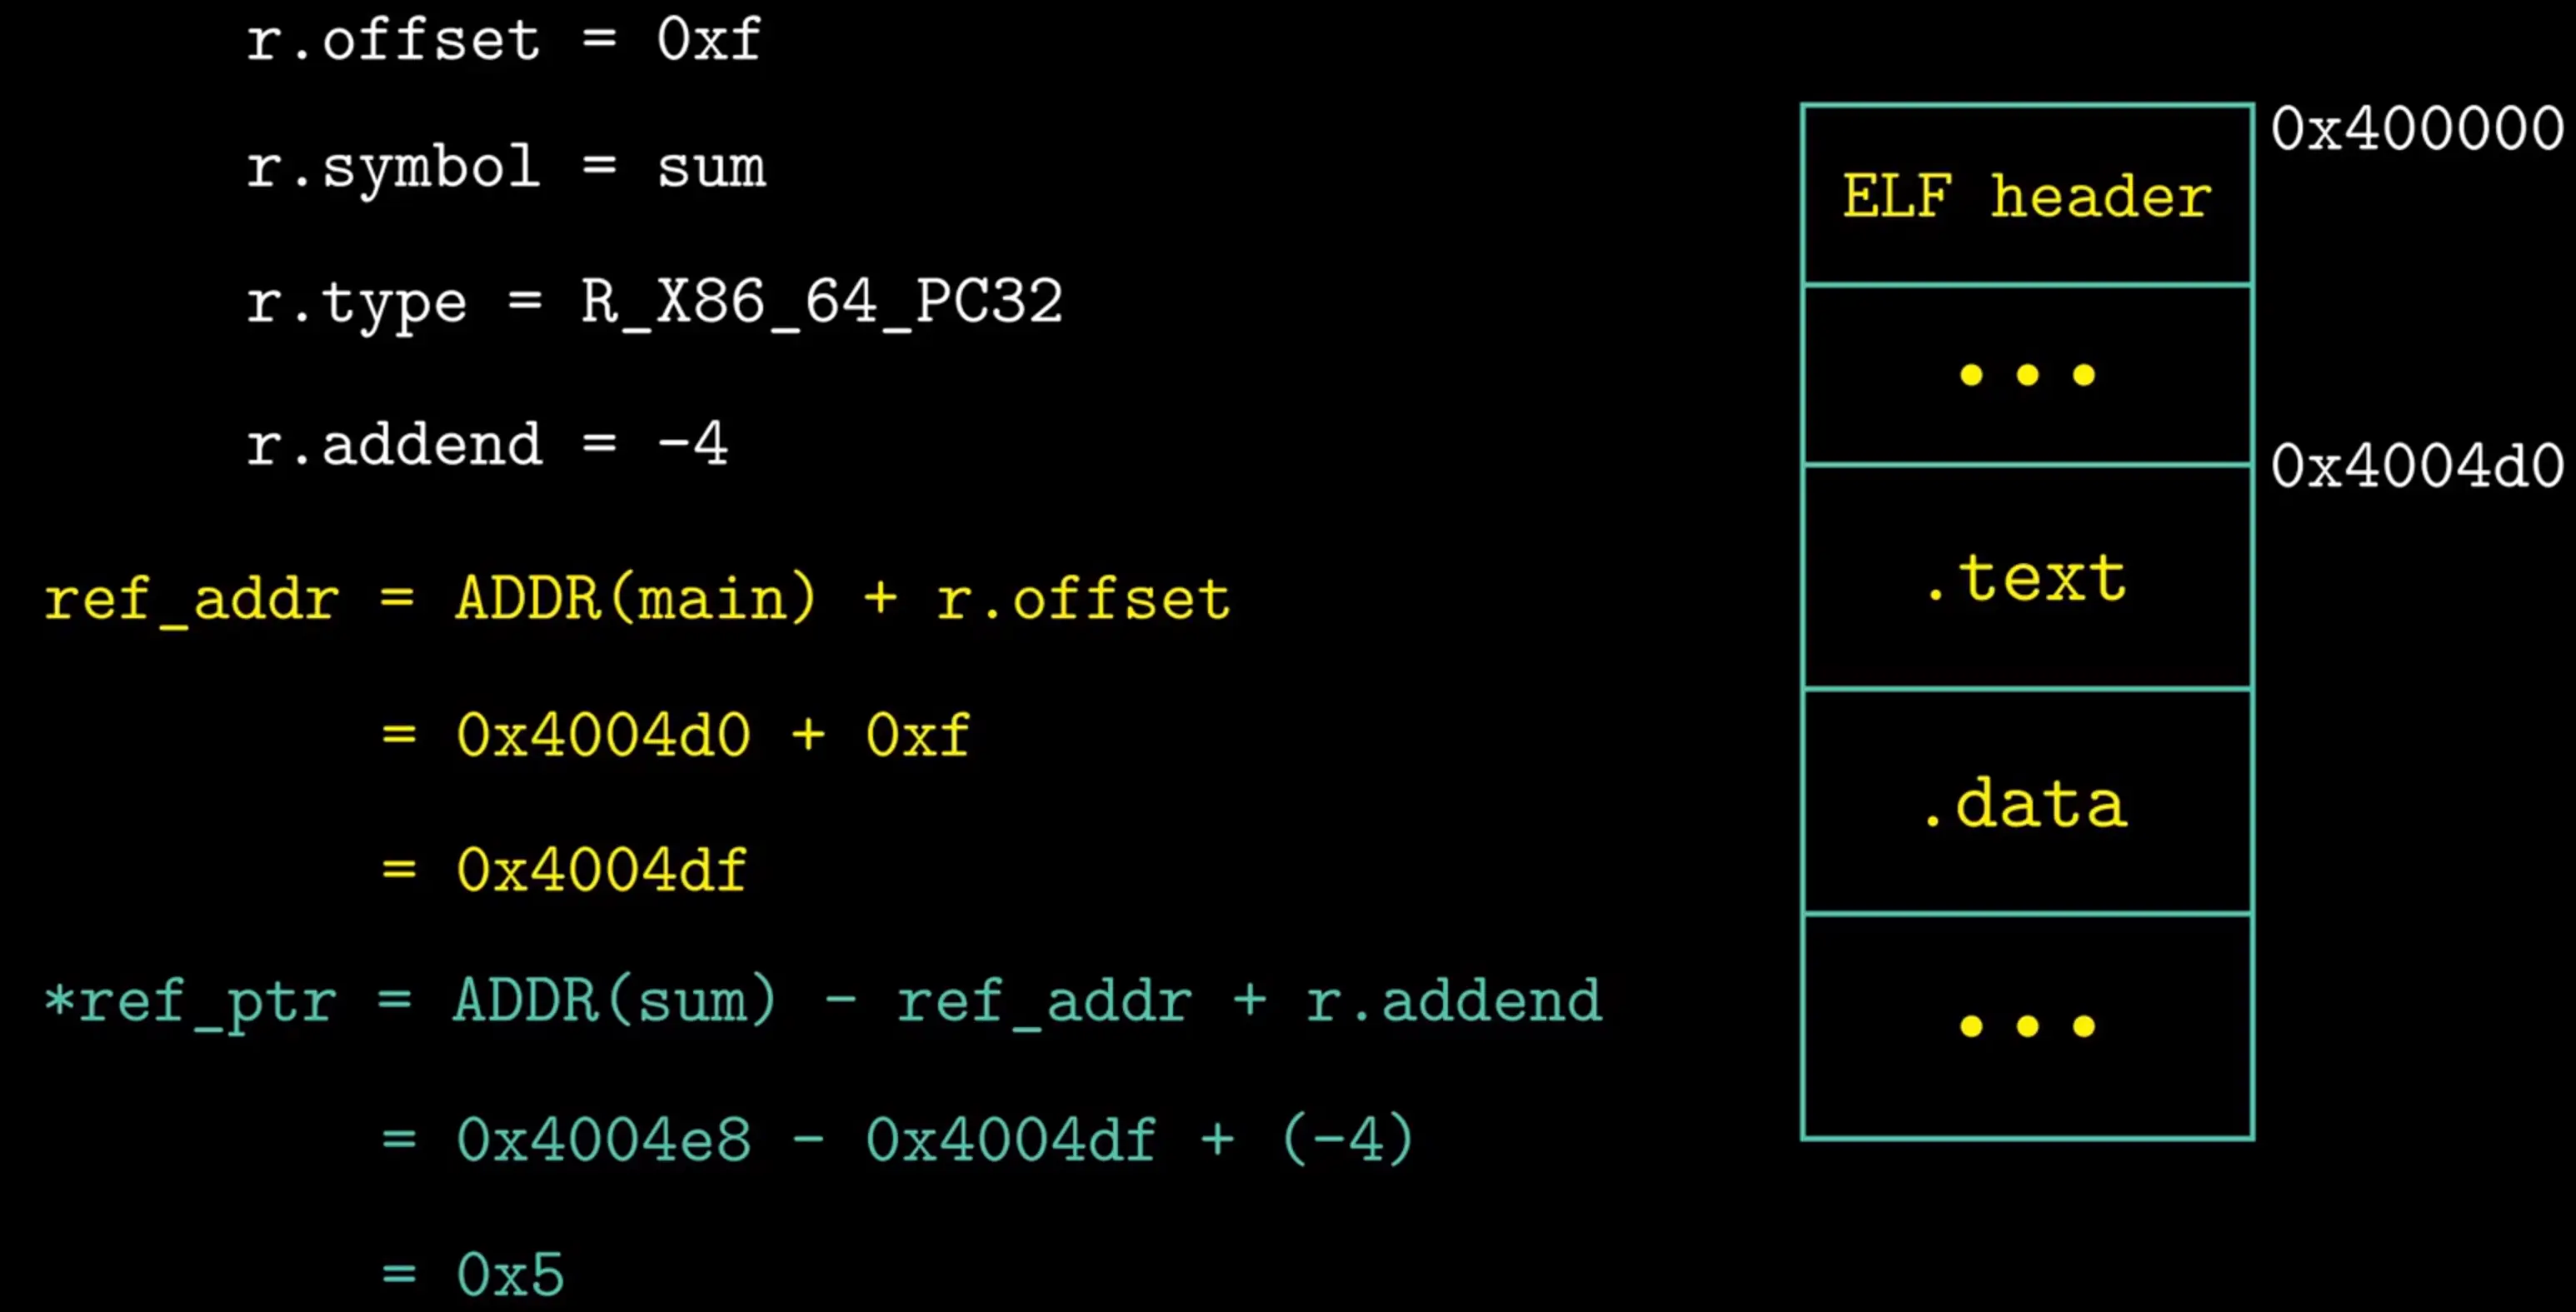 r.offset = 0xf
r.symbol = sum
r.type = R_X86_64_PC32
r.addend = -4
ref_addr = ADDR(main) + r.offset
= 0x4004d0 + 0xf
= 0x4004df
*ref_ptr = ADDR(sum) - ref_addr + r.addend
= 0x4004e8 - 0x4004df + (-4)
= 0x5
0x400000
ELF header
...
0x4004d0
.text
.data
...